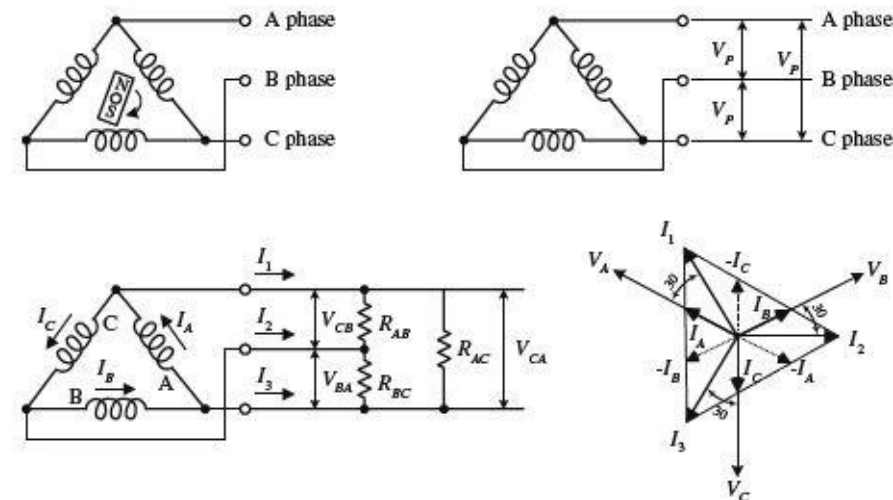 A phase
B phase
C phase
NOS
A phase
B phase
C phase
V_P
V_P
V_P
I_1
I_2
I_3
I_C
C
I_A
I_B
B
A
V_CB
R_AB
V_BA
R_BC
R_AC
V_CA
I_1
V_A
30
-I_C
V_B
I_B
30
I_A
I_2
-I_B
I_C
-I_A
30
I_3
V_C